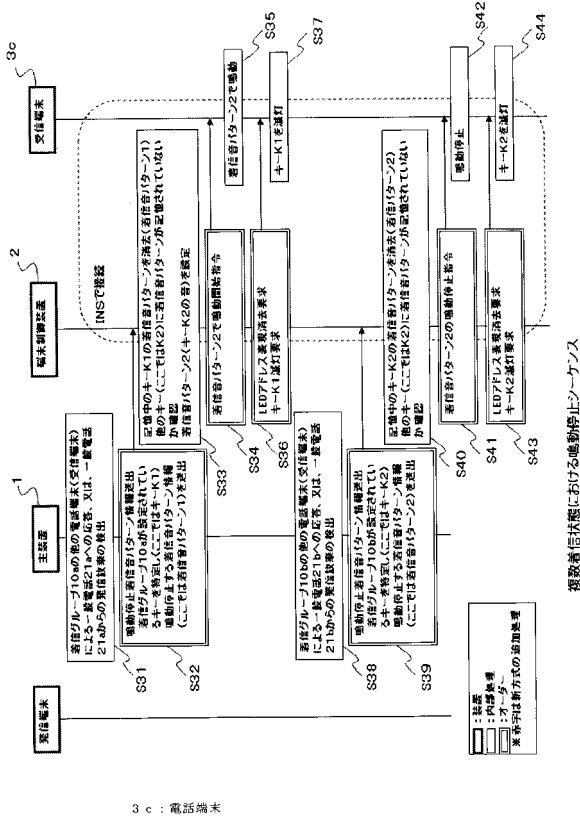 複数着信状態における鳴動停止シーケンス
発信端末
主装置
1
端末制御装置
2
受信端末
3c
INSで接続
着信グループ10aの他の電話端末(受信端末)
による一般電話21aへの応答、又は、一般電話
21aからの発信放棄の検出
S31
鳴動停止着信音パターン情報送出
着信グループ10aが設定されてい
るキーを特定し(ここではキーK1)
鳴動停止する着信音パターン情報
(ここでは着信音パターン1)を送出
S32
記憶中のキーK1の着信音パターンを消去(着信音パターン1)
他のキー(ここではK2)に着信音パターンが記憶されていない
か確認
着信音パターン2(キーK2の音)を設定
S33
着信音パターン2で鳴動開始指令
S34
着信音パターン2で鳴動
S35
LEDアドレス表現消去要求
キーK1滅灯要求
S36
キーK1を滅灯
S37
着信グループ10bの他の電話端末(受信端末)
による一般電話21bへの応答、又は、一般電話
21bからの発信放棄の検出
S38
鳴動停止着信音パターン情報送出
着信グループ10bが設定されてい
るキーを特定し(ここではキーK2)
鳴動停止する着信音パターン情報
(ここでは着信音パターン2)を送出
S39
記憶中のキーK2の着信音パターンを消去(着信音パターン2)
他のキー(ここではK2)に着信音パターンが記憶されていない
か確認
S40
着信音パターン2の鳴動停止指令
S41
鳴動停止
S42
LEDアドレス表現消去要求
キーK2滅灯要求
S43
キーK2を滅灯
S44
:装置
:内部処理
:オーダー
※赤字は新方式の追加処理
3c:電話端末